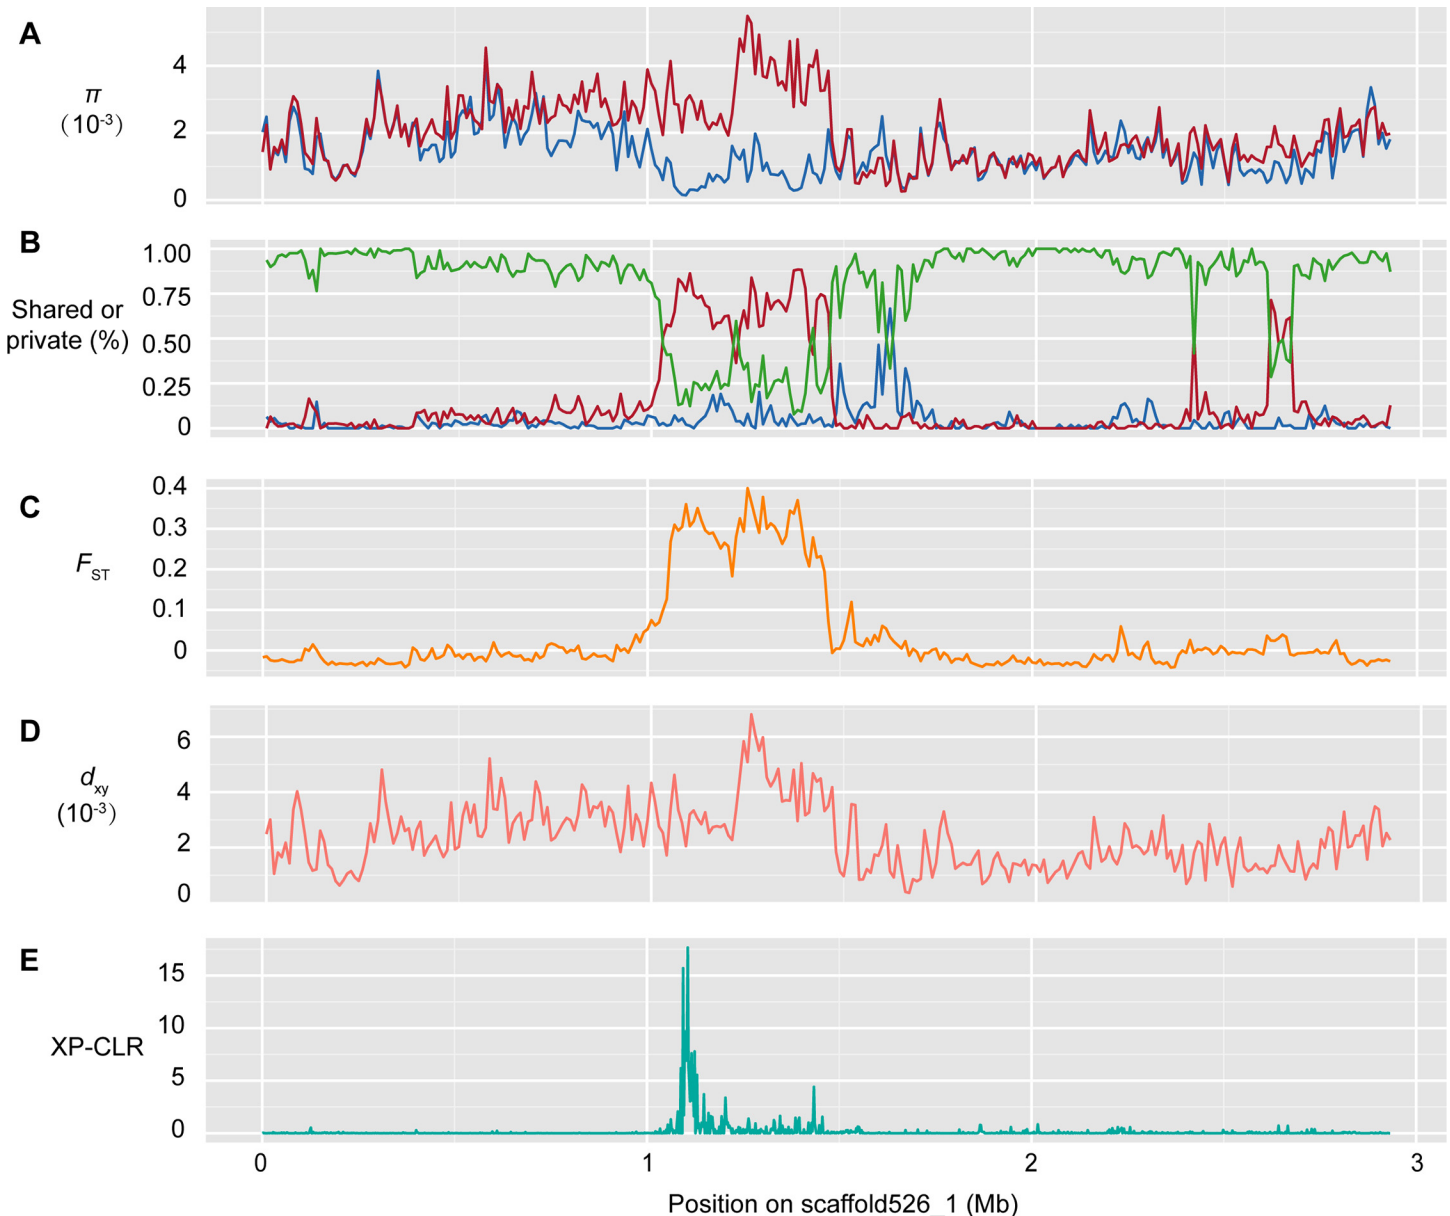 A
π
(10-3)
4
2
0
B
Shared or
private (%)
1.00
0.75
0.50
0.25
0
C
FST
0.4
0.3
0.2
0.1
0
D
dxy
(10-3)
6
4
2
0
E
XP-CLR
15
10
5
0
0 1 2 3
Position on scaffold526_1 (Mb)